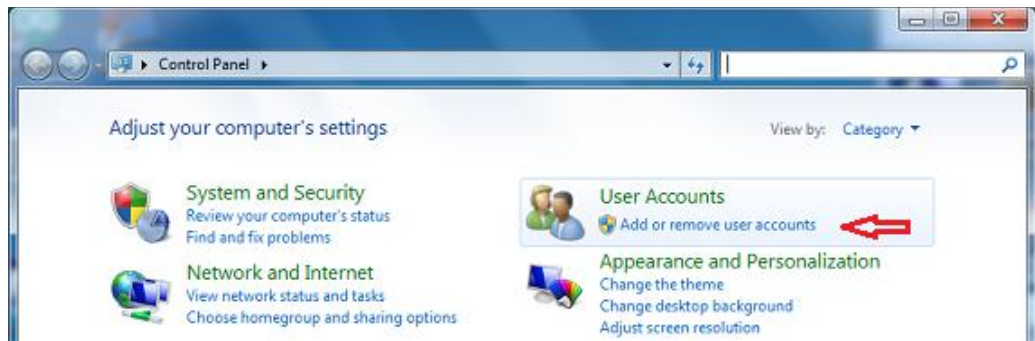 Control Panel
Adjust your computer's settings
View by: Category
System and Security
Review your computer's status
Find and fix problems
Network and Internet
View network status and tasks
Choose homegroup and sharing options
User Accounts
Add or remove user accounts
Appearance and Personalization
Change the theme
Change desktop background
Adjust screen resolution